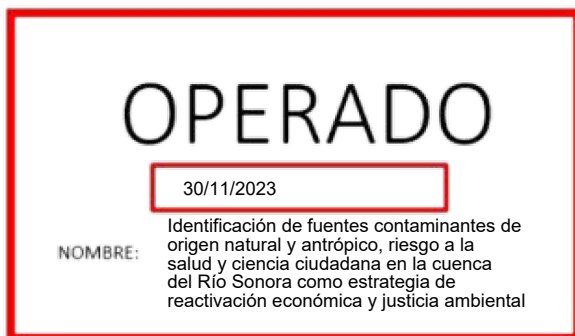 OPERADO
30/11/2023
NOMBRE:
Identificación de fuentes contaminantes de
origen natural y antrópico, riesgo a la
salud y ciencia ciudadana en la cuenca
del Río Sonora como estrategia de
reactivación económica y justicia ambiental